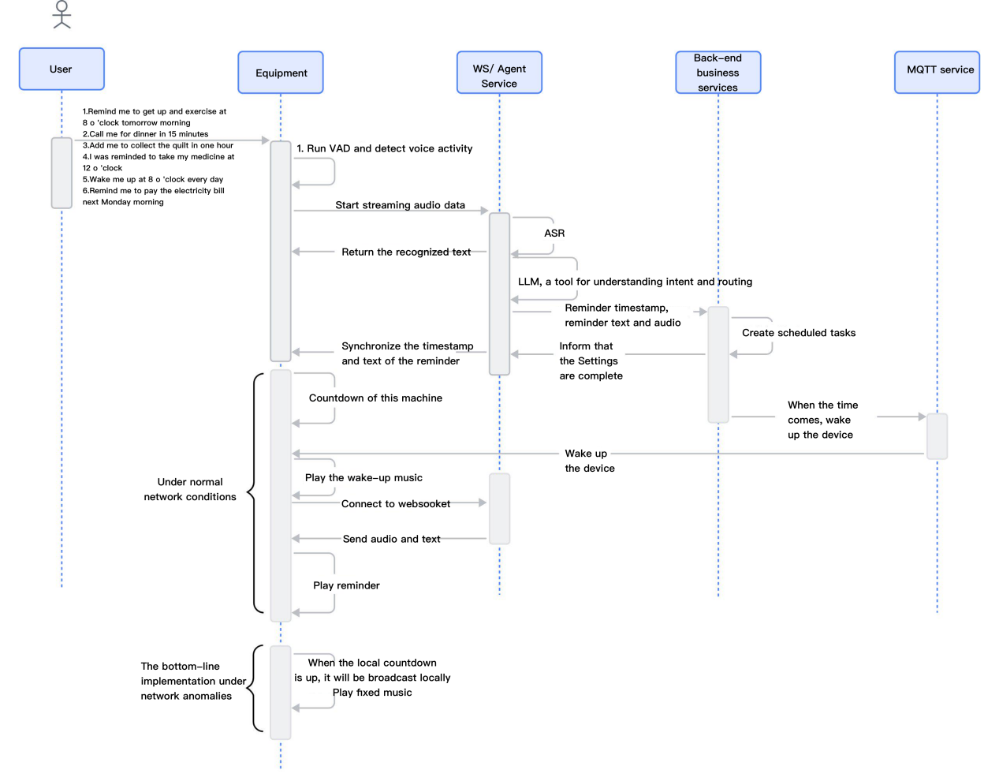 User
Equipment
WS/ Agent
Service
Back-end
business
services
MQTT service
1.Remind me to get up and exercise at
8 o 'clock tomorrow morning
2.Call me for dinner in 15 minutes
3.Add me to collect the quilt in one hour
4.I was reminded to take my medicine at
12 o 'clock
5.Wake me up at 8 o 'clock every day
6.Remind me to pay the electricity bill
next Monday morning
1. Run VAD and detect voice activity
Start streaming audio data
ASR
Return the recognized text
LLM, a tool for understanding intent and routing
Reminder timestamp,
reminder text and audio
Create scheduled tasks
Synchronize the timestamp
and text of the reminder
Inform that
the Settings
are complete
Countdown of this machine
When the time
comes, wake
up the device
Wake up
the device
Play the wake-up music
Under normal
network conditions
Connect to websooket
Send audio and text
Play reminder
The bottom-line
implementation under
network anomalies
When the local countdown
is up, it will be broadcast locally
Play fixed music